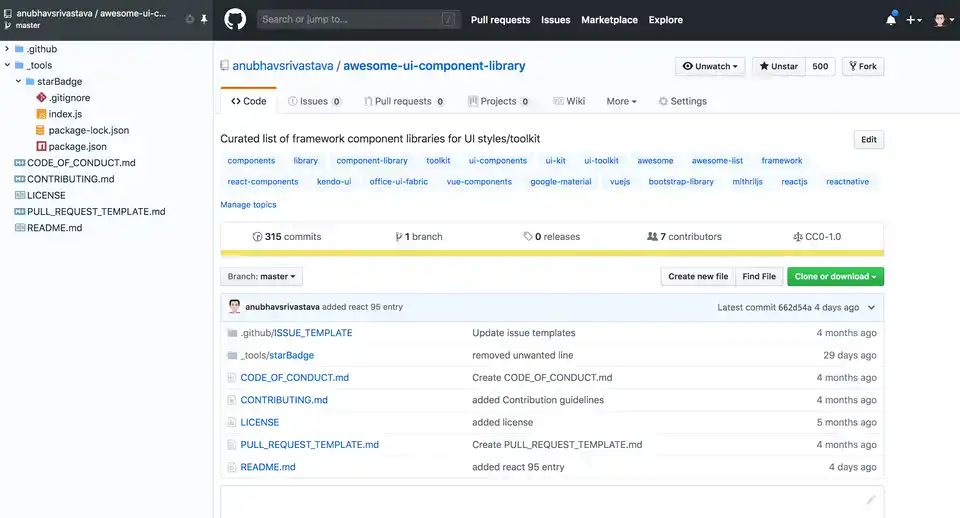 anubhavsrivastava / awesome-ui-c...
master
.github
_tools
starBadge
.gitignore
index.js
package-lock.json
package.json
CODE_OF_CONDUCT.md
CONTRIBUTING.md
LICENSE
PULL_REQUEST_TEMPLATE.md
README.md
Search or jump to... /
Pull requests Issues Marketplace Explore
anubhavsrivastava / awesome-ui-component-library
Unwatch Unstar 500 Fork
<> Code Issues 0 Pull requests 0 Projects 0 Wiki More Settings
Curated list of framework component libraries for UI styles/toolkit Edit
components library component-library toolkit ui-components ui-kit ui-toolkit awesome awesome-list framework
react-components kendo-ui office-ui-fabric vue-components google-material vuejs bootstrap-library mithriljs reactjs reactnative
Manage topics
315 commits 1 branch 0 releases 7 contributors CC0-1.0
Branch: master Create new file Find File Clone or download
anubhavsrivastava added react 95 entry Latest commit 662d54a 4 days ago
.github/ISSUE_TEMPLATE Update issue templates 4 months ago
_tools/starBadge removed unwanted line 29 days ago
CODE_OF_CONDUCT.md Create CODE_OF_CONDUCT.md 4 months ago
CONTRIBUTING.md added Contribution guidelines 4 months ago
LICENSE added license 5 months ago
PULL_REQUEST_TEMPLATE.md Create PULL_REQUEST_TEMPLATE.md 4 months ago
README.md added react 95 entry 4 days ago